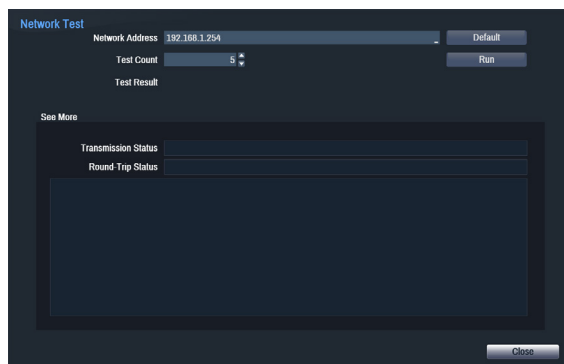 Network Test
Network Address 192.168.1.254 Default
Test Count 5 Run
Test Result
See More
Transmission Status
Round-Trip Status
Close